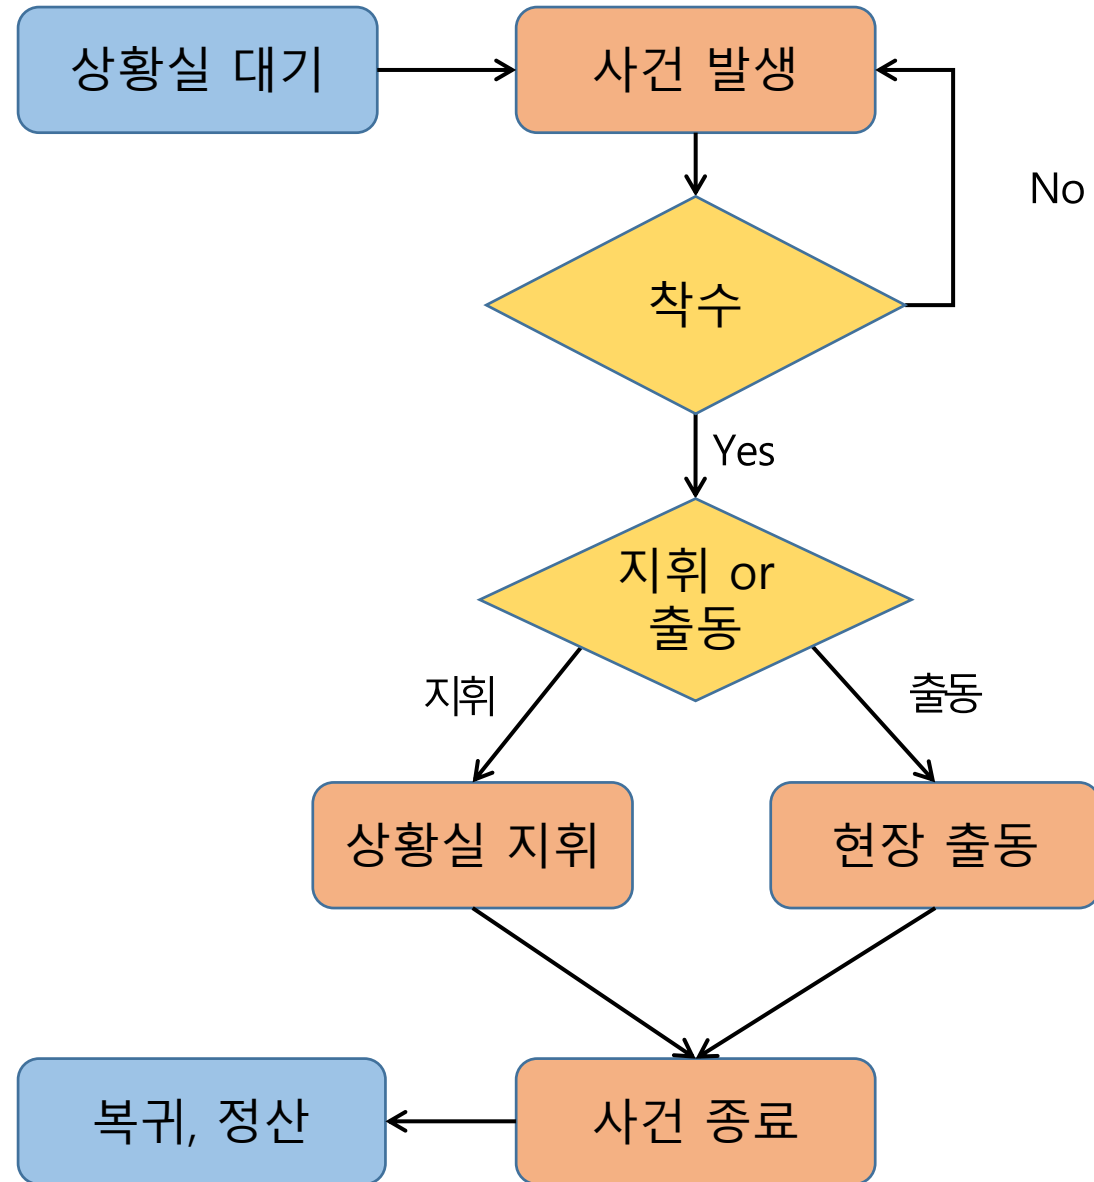 상황실 대기
사건 발생
No
착수
Yes
지휘 or
출동
지휘
출동
상황실 지휘
현장 출동
복귀, 정산
사건 종료